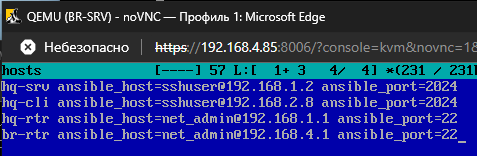 QEMU (BR-SRV) - noVNC — Профиль 1: Microsoft Edge
Небезопасно https://192.168.4.85:8006/?console=kvm&novnc=1&
hosts [----] 57 L:[ 1+ 3 4/ 4] *(231 / 231
hq-srv ansible_host=sshuser@192.168.1.2 ansible_port=2024
hq-cli ansible_host=sshuser@192.168.2.8 ansible_port=2024
hq-rtr ansible_host=net_admin@192.168.1.1 ansible_port=22
br-rtr ansible_host=net_admin@192.168.4.1 ansible_port=22